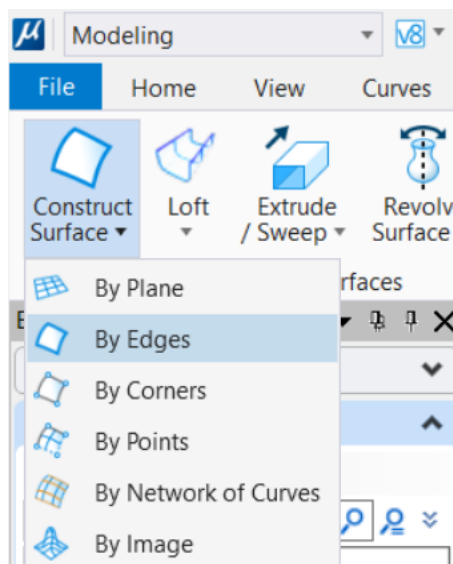 μ Modeling V8
File Home View Curves
Construct Loft Extrude Revolv
Surface / Sweep Surface
By Plane rfaces
By Edges
By Corners
By Points
By Network of Curves
By Image